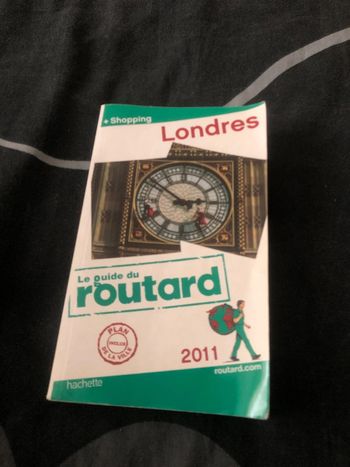 + Shopping
Londres
Le guide du
routard
PLAN
INCLUS
DE LA VILLE
2011
routard.com
hachette